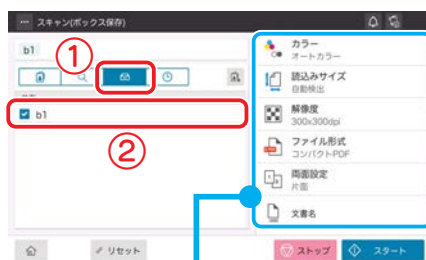 スキャン(ボックス保存)
b1
①
b1
②
カラー
オートカラー
読込みサイズ
自動検出
解像度
300x300dpi
ファイル形式
コンパクトPDF
両面設定
片面
文書名
リセット
ストップ
スタート